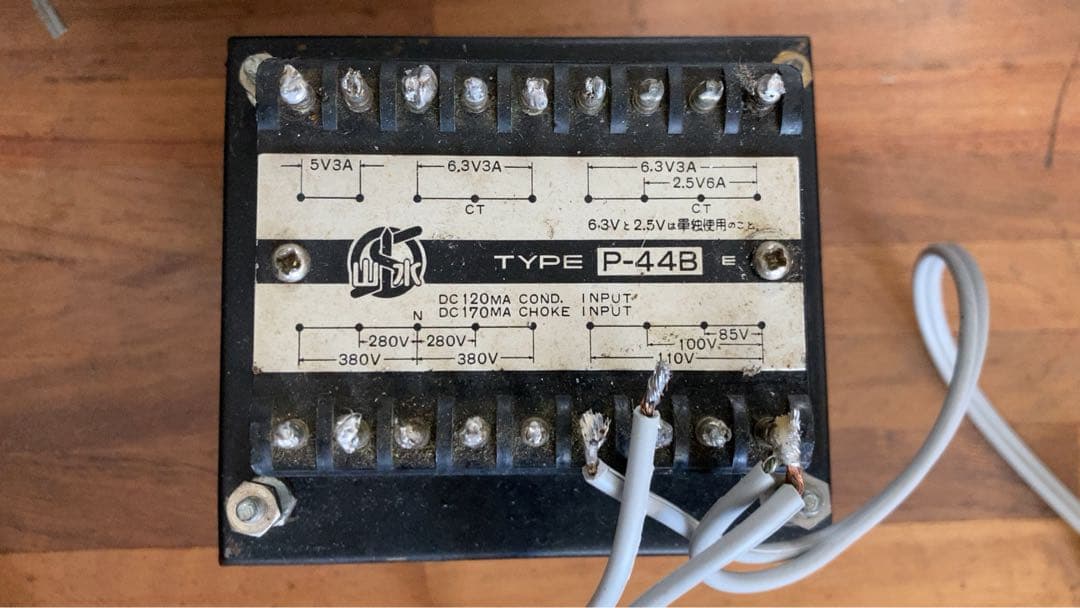 5V3A 6.3V3A 6.3V3A
2.5V6A
CT CT
6.3Vと2.5Vは単独使用のこと.
山水 TYPE P-44B E
DC120MA COND. INPUT
DC170MA CHOKE INPUT
N
280V 280V 85V
100V
380V 380V 110V